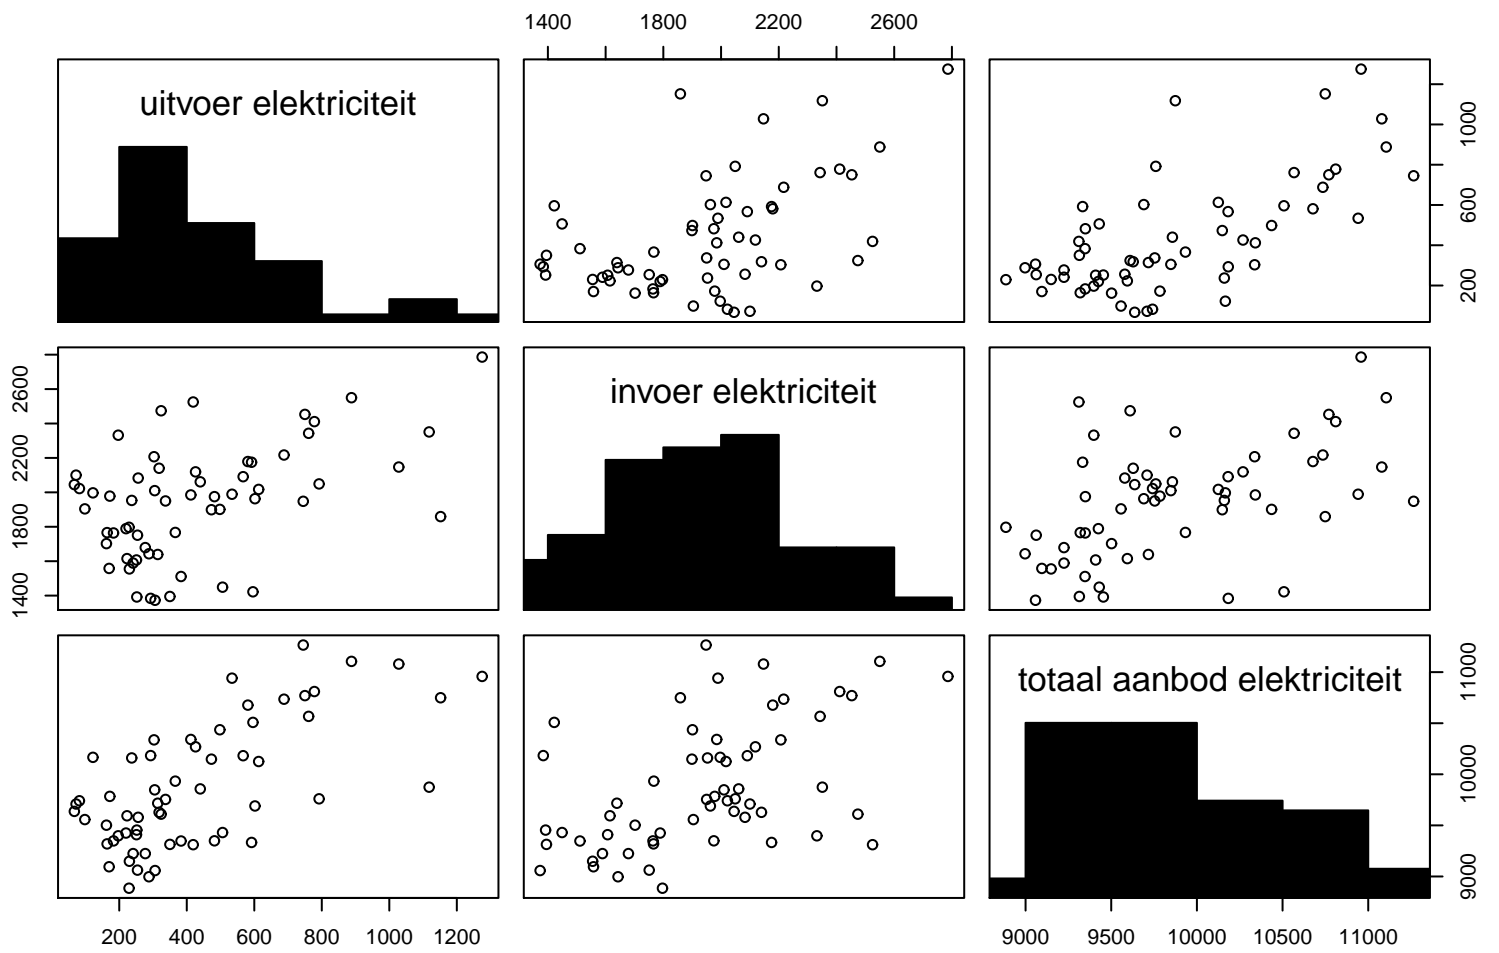 1400 1800 2200 2600
uitvoer elektriciteit
200 600 1000
1400 1800 2200 2600
invoer elektriciteit
totaal aanbod elektriciteit
9000 10000 11000
200 400 600 800 1000 1200
9000 9500 10000 10500 11000